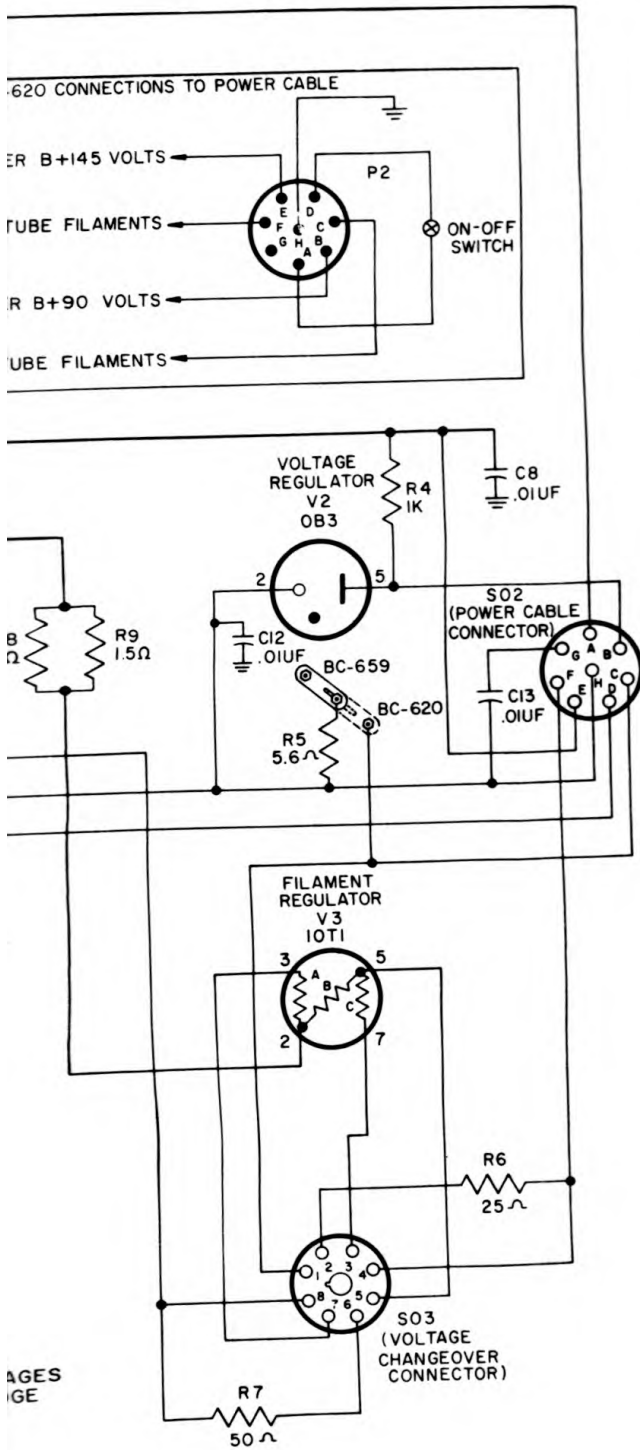 -620 CONNECTIONS TO POWER CABLE
ER B+145 VOLTS
P2
E D
TUBE FILAMENTS
F C
G H B
A
ON-OFF
SWITCH
ER B+90 VOLTS
TUBE FILAMENTS
VOLTAGE
REGULATOR
V2
OB3
R4
1K
C8
.01UF
2
5
SO2
(POWER CABLE
CONNECTOR)
8
Ω
R9
1.5Ω
C12
.01UF
G A B
F H C
E D
BC-659
BC-620
C13
.01UF
R5
5.6Ω
FILAMENT
REGULATOR
V3
10T1
3
5
A
B
C
2
7
R6
25Ω
2 3
1 4
8 5
7 6
SO3
(VOLTAGE
CHANGEOVER
CONNECTOR)
AGES
GE
R7
50Ω